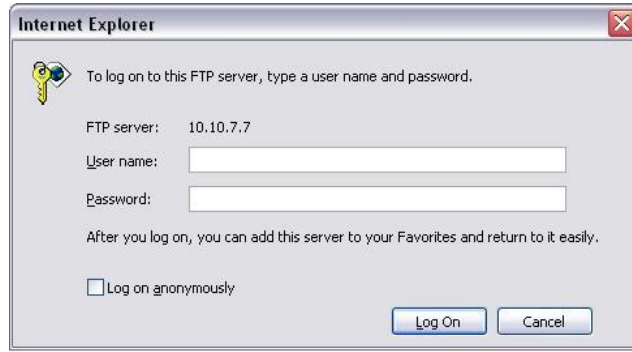 Internet Explorer
To log on to this FTP server, type a user name and password.
FTP server: 10.10.7.7
User name:
Password:
After you log on, you can add this server to your Favorites and return to it easily.
Log on anonymously
Log On Cancel